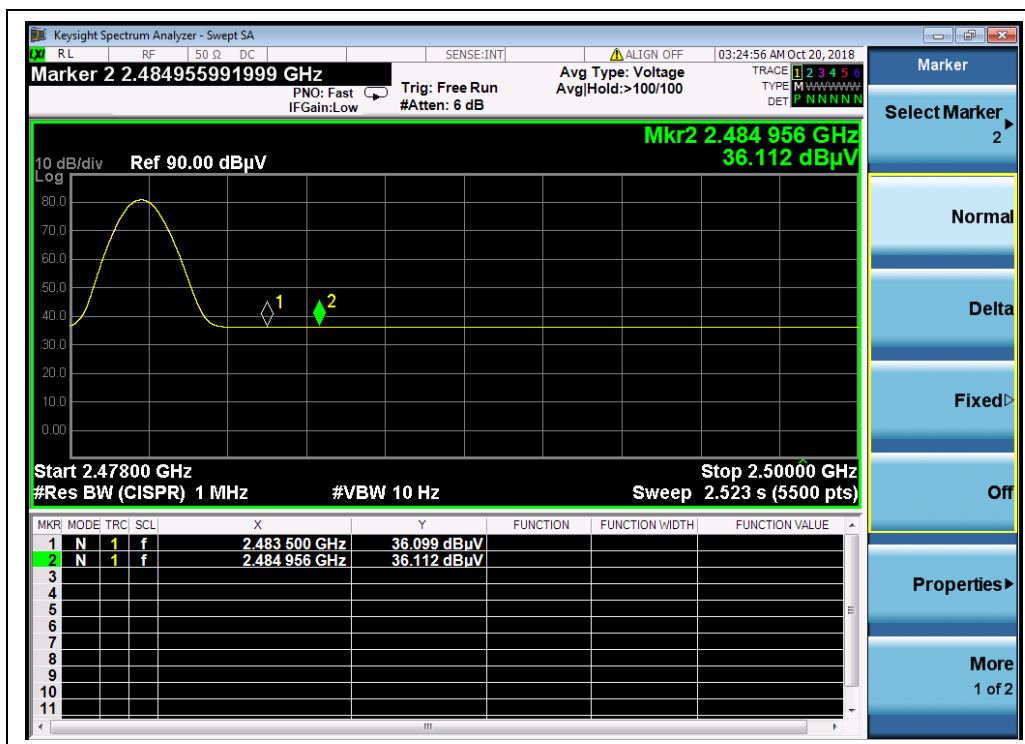 Keysight Spectrum Analyzer - Swept SA
LXI RL RF 50 Ω DC SENSE:INT ALIGN OFF 03:24:56 AM Oct 20, 2018
Marker 2 2.484955991999 GHz
PNO: Fast
IFGain:Low
Trig: Free Run
#Atten: 6 dB
Avg Type: Voltage
Avg|Hold:>100/100
TRACE 1 2 3 4 5 6
TYPE M WWWWW
DET P N N N N N
Mkr2 2.484 956 GHz
36.112 dBµV
10 dB/div Ref 90.00 dBµV
Log
80.0
70.0
60.0
50.0
40.0
30.0
20.0
10.0
0.00
1
2
Start 2.47800 GHz Stop 2.50000 GHz
#Res BW (CISPR) 1 MHz #VBW 10 Hz Sweep 2.523 s (5500 pts)
MKR MODE TRC SCL X Y FUNCTION FUNCTION WIDTH FUNCTION VALUE
1 N 1 f 2.483 500 GHz 36.099 dBµV
2 N 1 f 2.484 956 GHz 36.112 dBµV
3
4
5
6
7
8
9
10
11
Marker
Select Marker
2
Normal
Delta
Fixed
Off
Properties
More
1 of 2